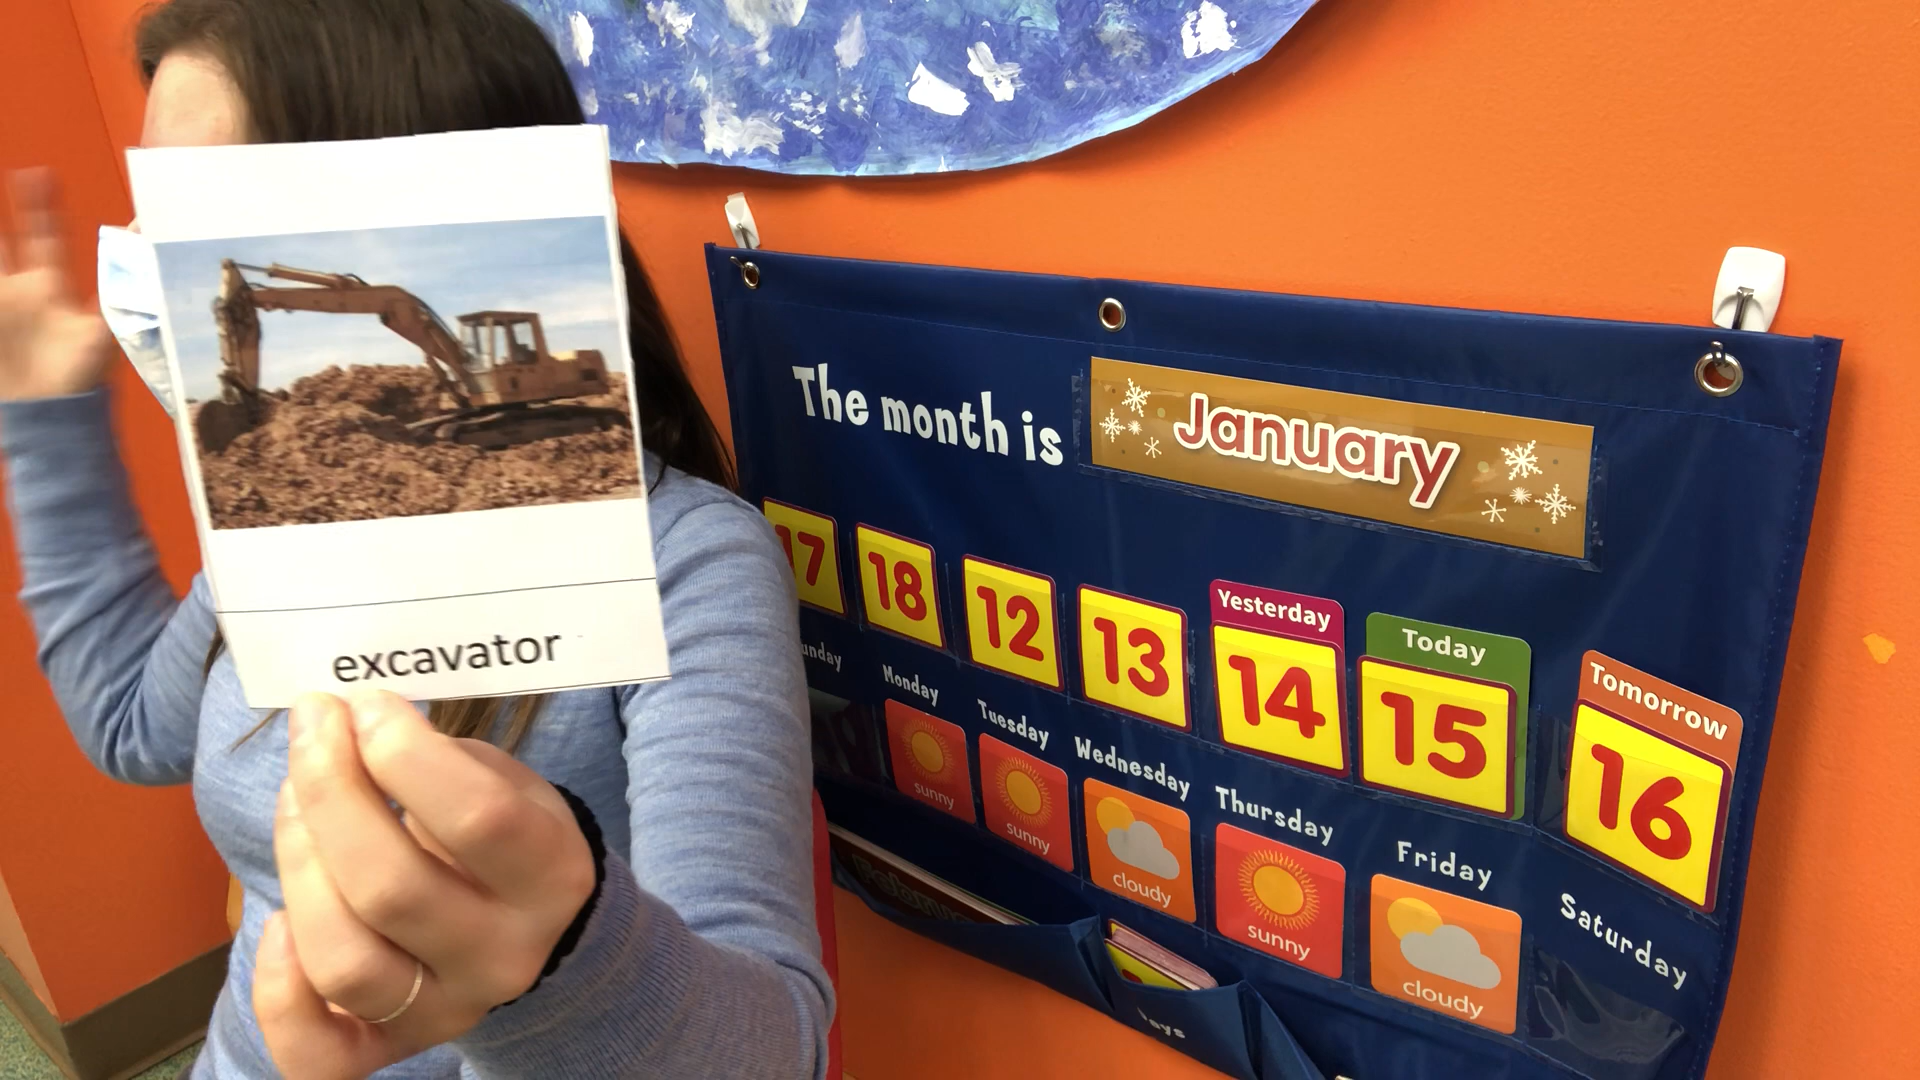 excavator
The month is January
Yesterday
Today
Tomorrow
17 18 12 13 14 15 16
Monday Tuesday Wednesday Thursday Friday Saturday
sunny
sunny
cloudy
sunny
cloudy